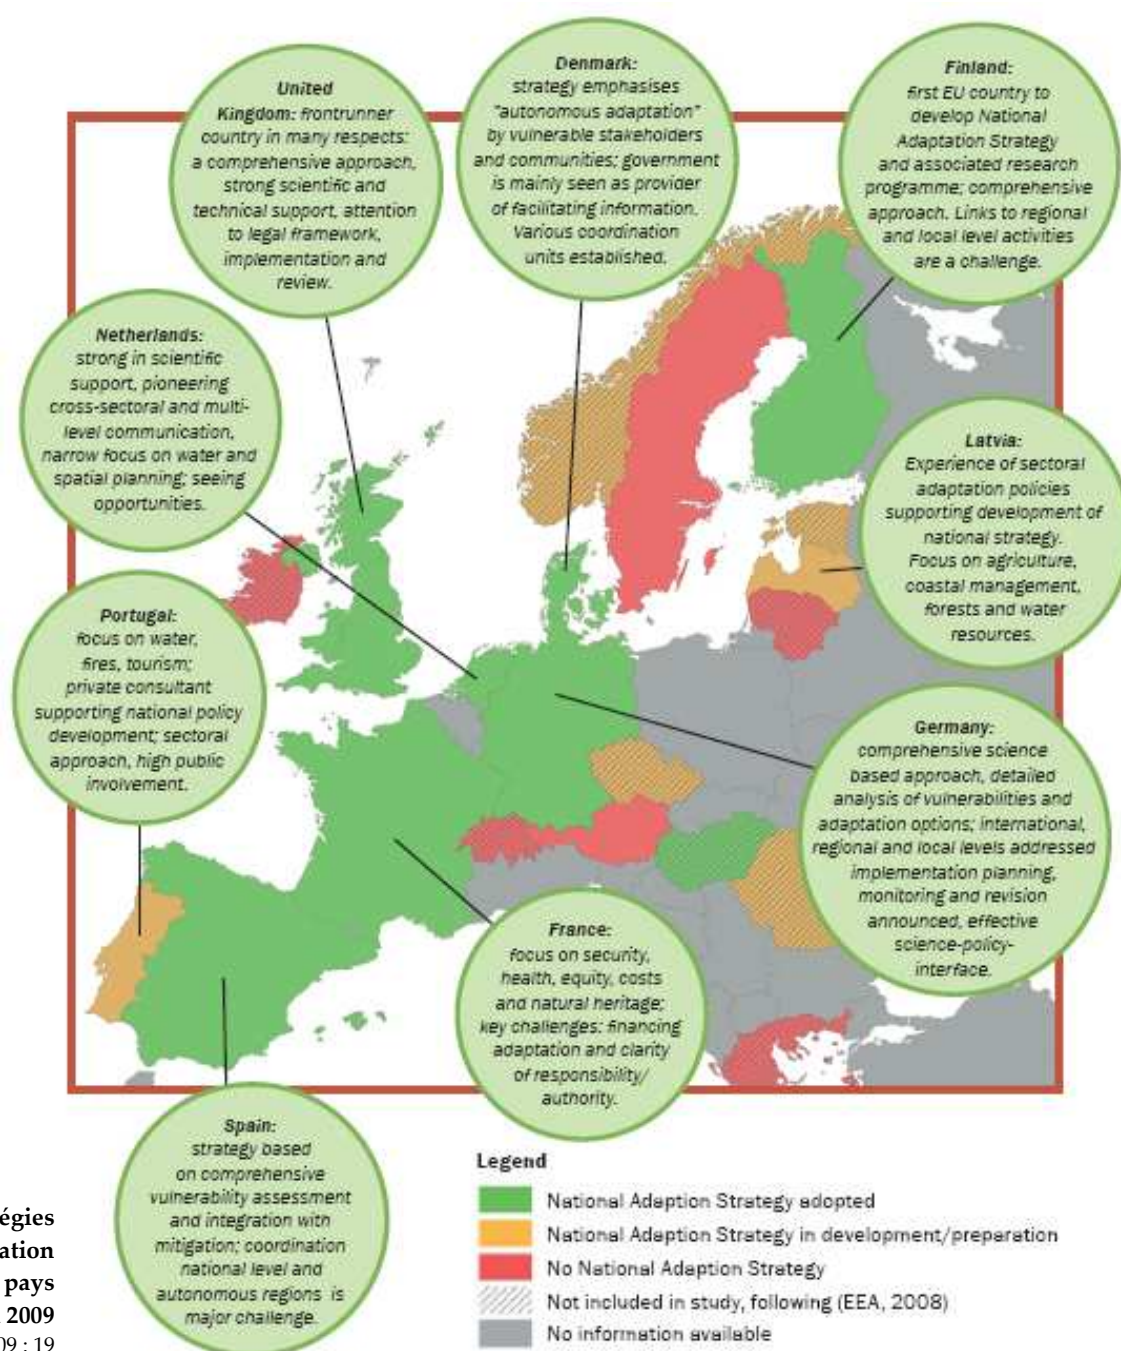 United
Kingdom: frontrunner
country in many respects:
a comprehensive approach,
strong scientific and
technical support, attention
to legal framework,
implementation and
review.
Denmark:
strategy emphasises
"autonomous adaptation"
by vulnerable stakeholders
and communities; government
is mainly seen as provider
of facilitating information.
Various coordination
units established.
Finland:
first EU country to
develop National
Adaptation Strategy
and associated research
programme; comprehensive
approach. Links to regional
and local level activities
are a challenge.
Netherlands:
strong in scientific
support, pioneering
cross-sectoral and multi-
level communication,
narrow focus on water and
spatial planning; seeing
opportunities.
Latvia:
Experience of sectoral
adaptation policies
supporting development of
national strategy.
Focus on agriculture,
coastal management,
forests and water
resources.
Portugal:
focus on water,
fires, tourism;
private consultant
supporting national policy
development; sectoral
approach, high public
involvement.
Germany:
comprehensive science
based approach, detailed
analysis of vulnerabilities and
adaptation options; international,
regional and local levels addressed
implementation planning,
monitoring and revision
announced, effective
science-policy-
interface.
France:
focus on security,
health, equity, costs
and natural heritage;
key challenges: financing
adaptation and clarity
of responsibility/
authority.
Spain:
strategy based
on comprehensive
vulnerability assessment
and integration with
mitigation; coordination
national level and
autonomous regions is
major challenge.
Legend
National Adaption Strategy adopted
National Adaption Strategy in development/preparation
No National Adaption Strategy
Not included in study, following (EEA, 2008)
No information available
égies
ation
pays
2009
09 : 19